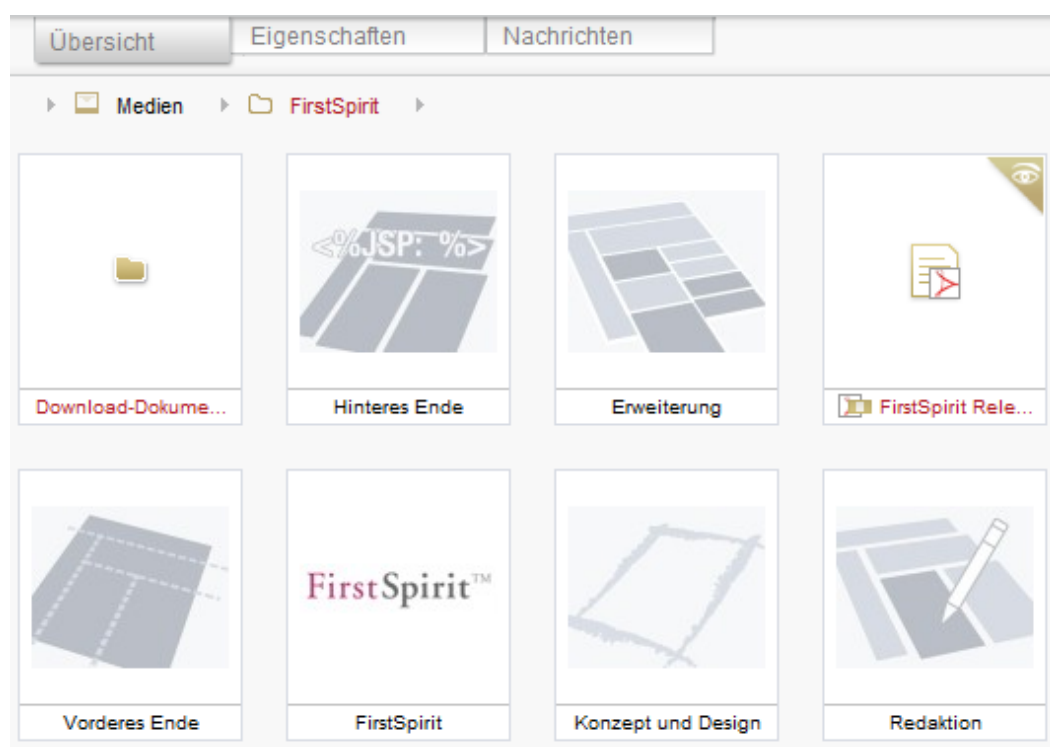 Übersicht
Eigenschaften
Nachrichten
Medien
FirstSpirit
<%JSP: %>
Download-Dokume...
Hinteres Ende
Erweiterung
FirstSpirit Rele...
FirstSpirit™
Vorderes Ende
FirstSpirit
Konzept und Design
Redaktion